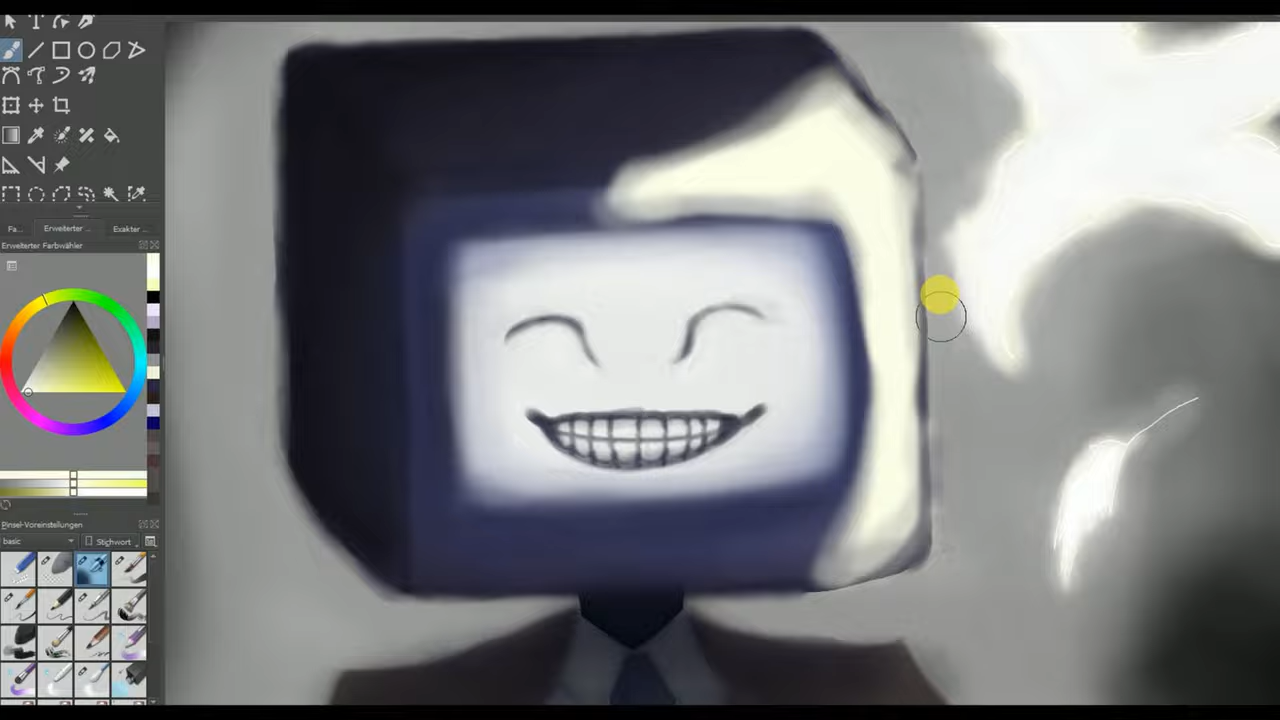 Fa...
Erweiterter ...
Exakter ...
Erweiterter Farbwähler
Pinsel-Voreinstellungen
basic
Stichwort